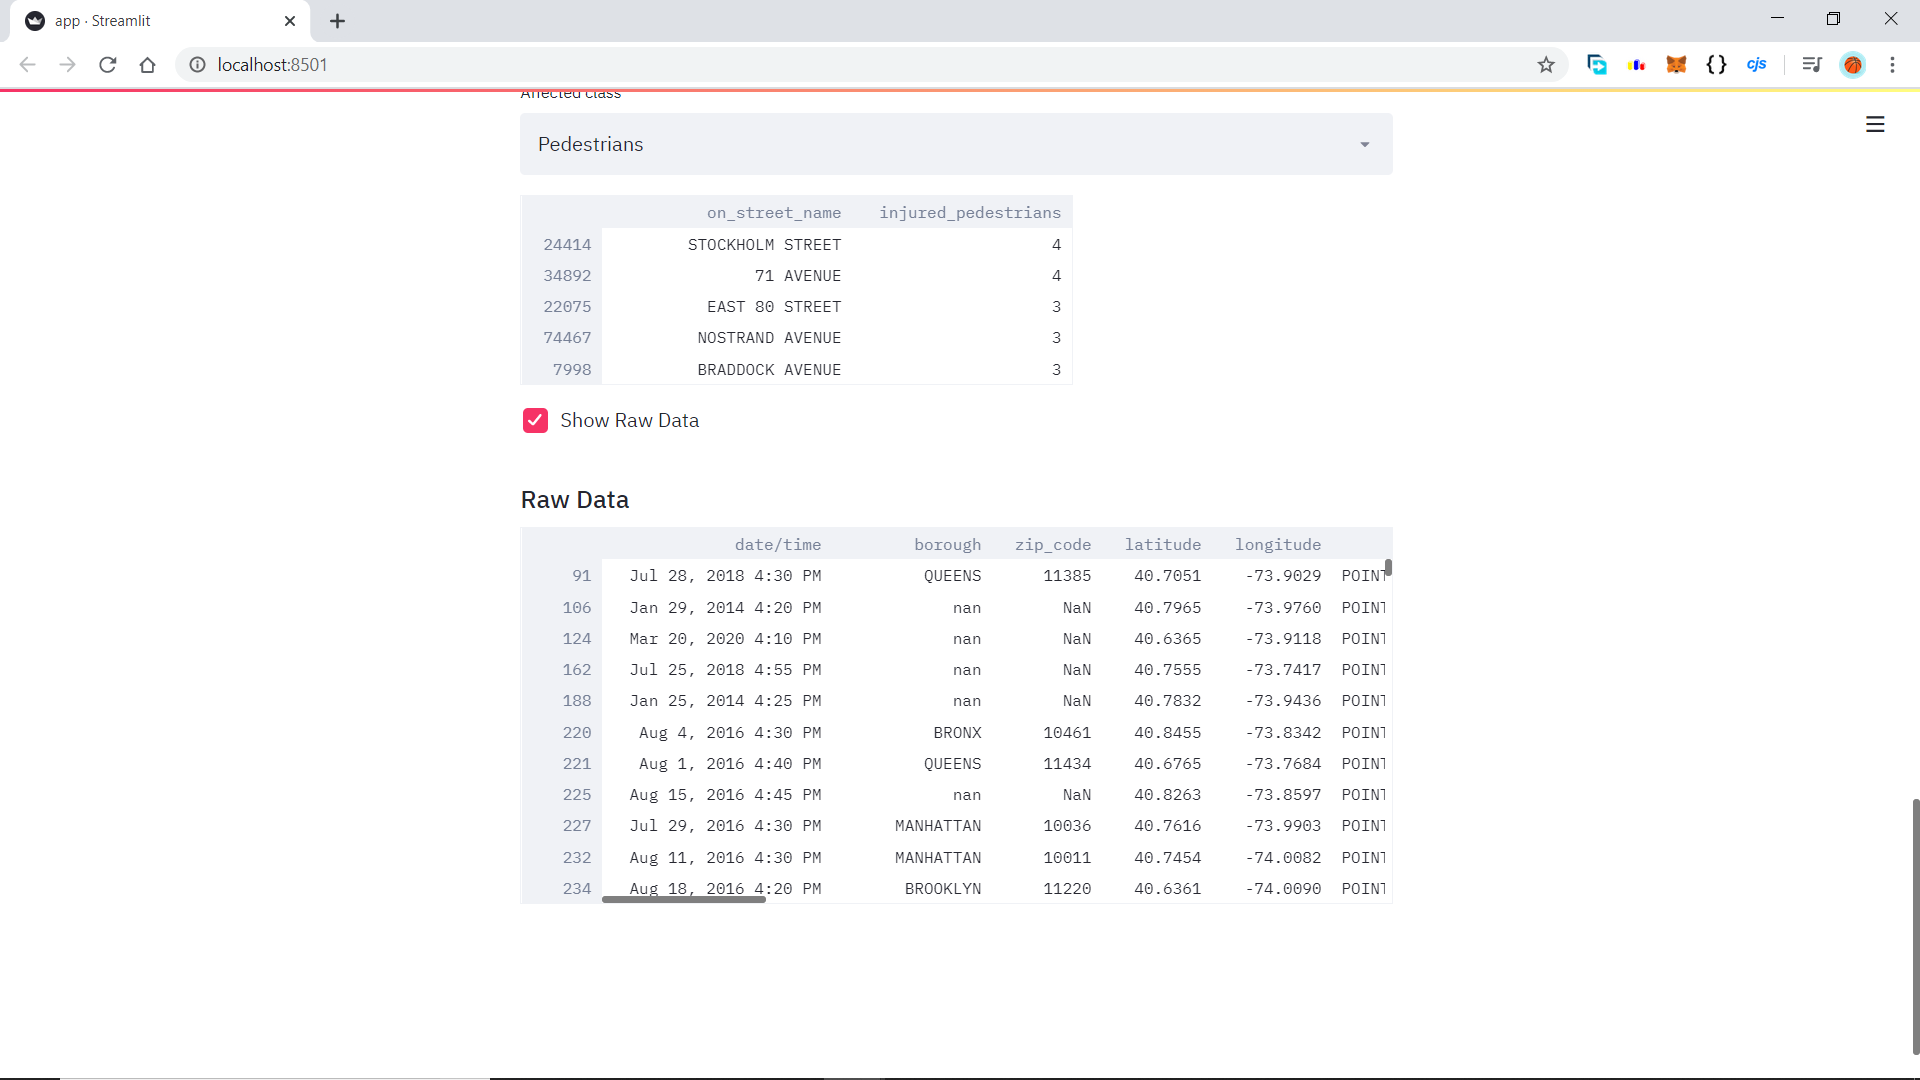 app · Streamlit
localhost:8501
cjs
Affected class
Pedestrians
on_street_name injured_pedestrians
24414 STOCKHOLM STREET 4
34892 71 AVENUE 4
22075 EAST 80 STREET 3
74467 NOSTRAND AVENUE 3
7998 BRADDOCK AVENUE 3
Show Raw Data
Raw Data
date/time borough zip_code latitude longitude
91 Jul 28, 2018 4:30 PM QUEENS 11385 40.7051 -73.9029 POINT
106 Jan 29, 2014 4:20 PM nan NaN 40.7965 -73.9760 POINT
124 Mar 20, 2020 4:10 PM nan NaN 40.6365 -73.9118 POINT
162 Jul 25, 2018 4:55 PM nan NaN 40.7555 -73.7417 POINT
188 Jan 25, 2014 4:25 PM nan NaN 40.7832 -73.9436 POINT
220 Aug 4, 2016 4:30 PM BRONX 10461 40.8455 -73.8342 POINT
221 Aug 1, 2016 4:40 PM QUEENS 11434 40.6765 -73.7684 POINT
225 Aug 15, 2016 4:45 PM nan NaN 40.8263 -73.8597 POINT
227 Jul 29, 2016 4:30 PM MANHATTAN 10036 40.7616 -73.9903 POINT
232 Aug 11, 2016 4:30 PM MANHATTAN 10011 40.7454 -74.0082 POINT
234 Aug 18, 2016 4:20 PM BROOKLYN 11220 40.6361 -74.0090 POINT